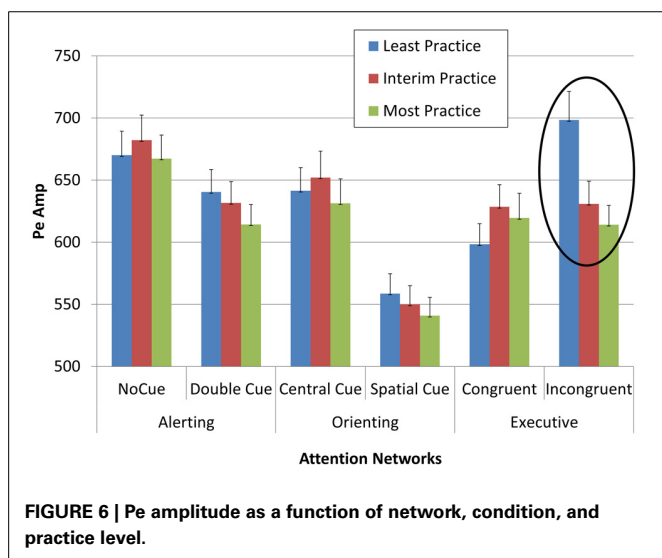 750
700
650
600
550
500
Pe Amp
Least Practice
Interim Practice
Most Practice
NoCue Double Cue Central Cue Spatial Cue Congruent Incongruent
Alerting Orienting Executive
Attention Networks
FIGURE 6 | Pe amplitude as a function of network, condition, and
practice level.